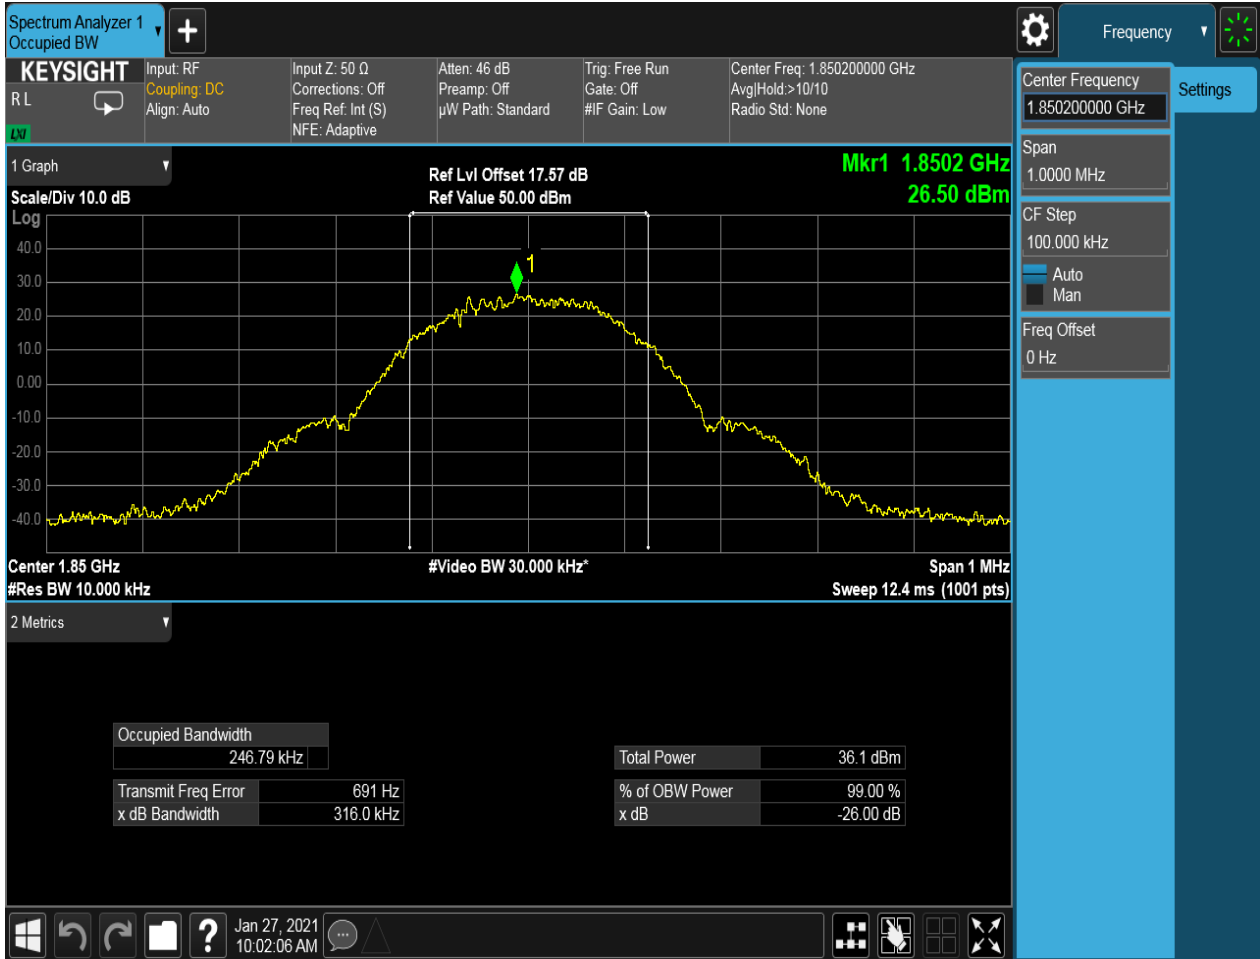 Spectrum Analyzer 1
Occupied BW
Frequency
KEYSIGHT
R L
LXI
Input: RF
Coupling: DC
Align: Auto
Input Z: 50 Ω
Corrections: Off
Freq Ref: Int (S)
NFE: Adaptive
Atten: 46 dB
Preamp: Off
µW Path: Standard
Trig: Free Run
Gate: Off
#IF Gain: Low
Center Freq: 1.850200000 GHz
Avg|Hold:>10/10
Radio Std: None
Center Frequency
1.850200000 GHz
Settings
Span
1.0000 MHz
CF Step
100.000 kHz
Auto
Man
Freq Offset
0 Hz
1 Graph
Scale/Div 10.0 dB
Ref Lvl Offset 17.57 dB
Ref Value 50.00 dBm
Mkr1 1.8502 GHz
26.50 dBm
Log
40.0
30.0
20.0
10.0
0.00
-10.0
-20.0
-30.0
-40.0
1
Center 1.85 GHz
#Res BW 10.000 kHz
#Video BW 30.000 kHz*
Span 1 MHz
Sweep 12.4 ms (1001 pts)
2 Metrics
Occupied Bandwidth
246.79 kHz
Total Power 36.1 dBm
Transmit Freq Error 691 Hz
% of OBW Power 99.00 %
x dB Bandwidth 316.0 kHz
x dB -26.00 dB
?
Jan 27, 2021
10:02:06 AM